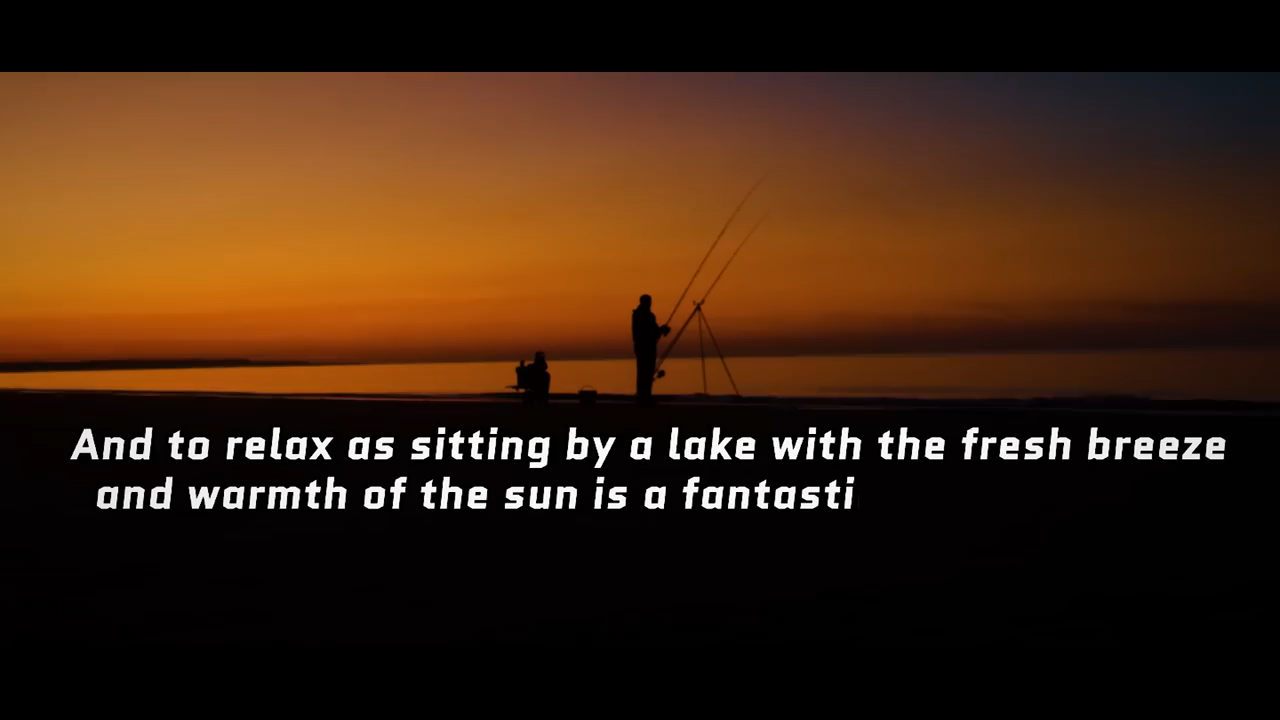 And to relax as sitting by a lake with the fresh breeze
and warmth of the sun is a fantasti